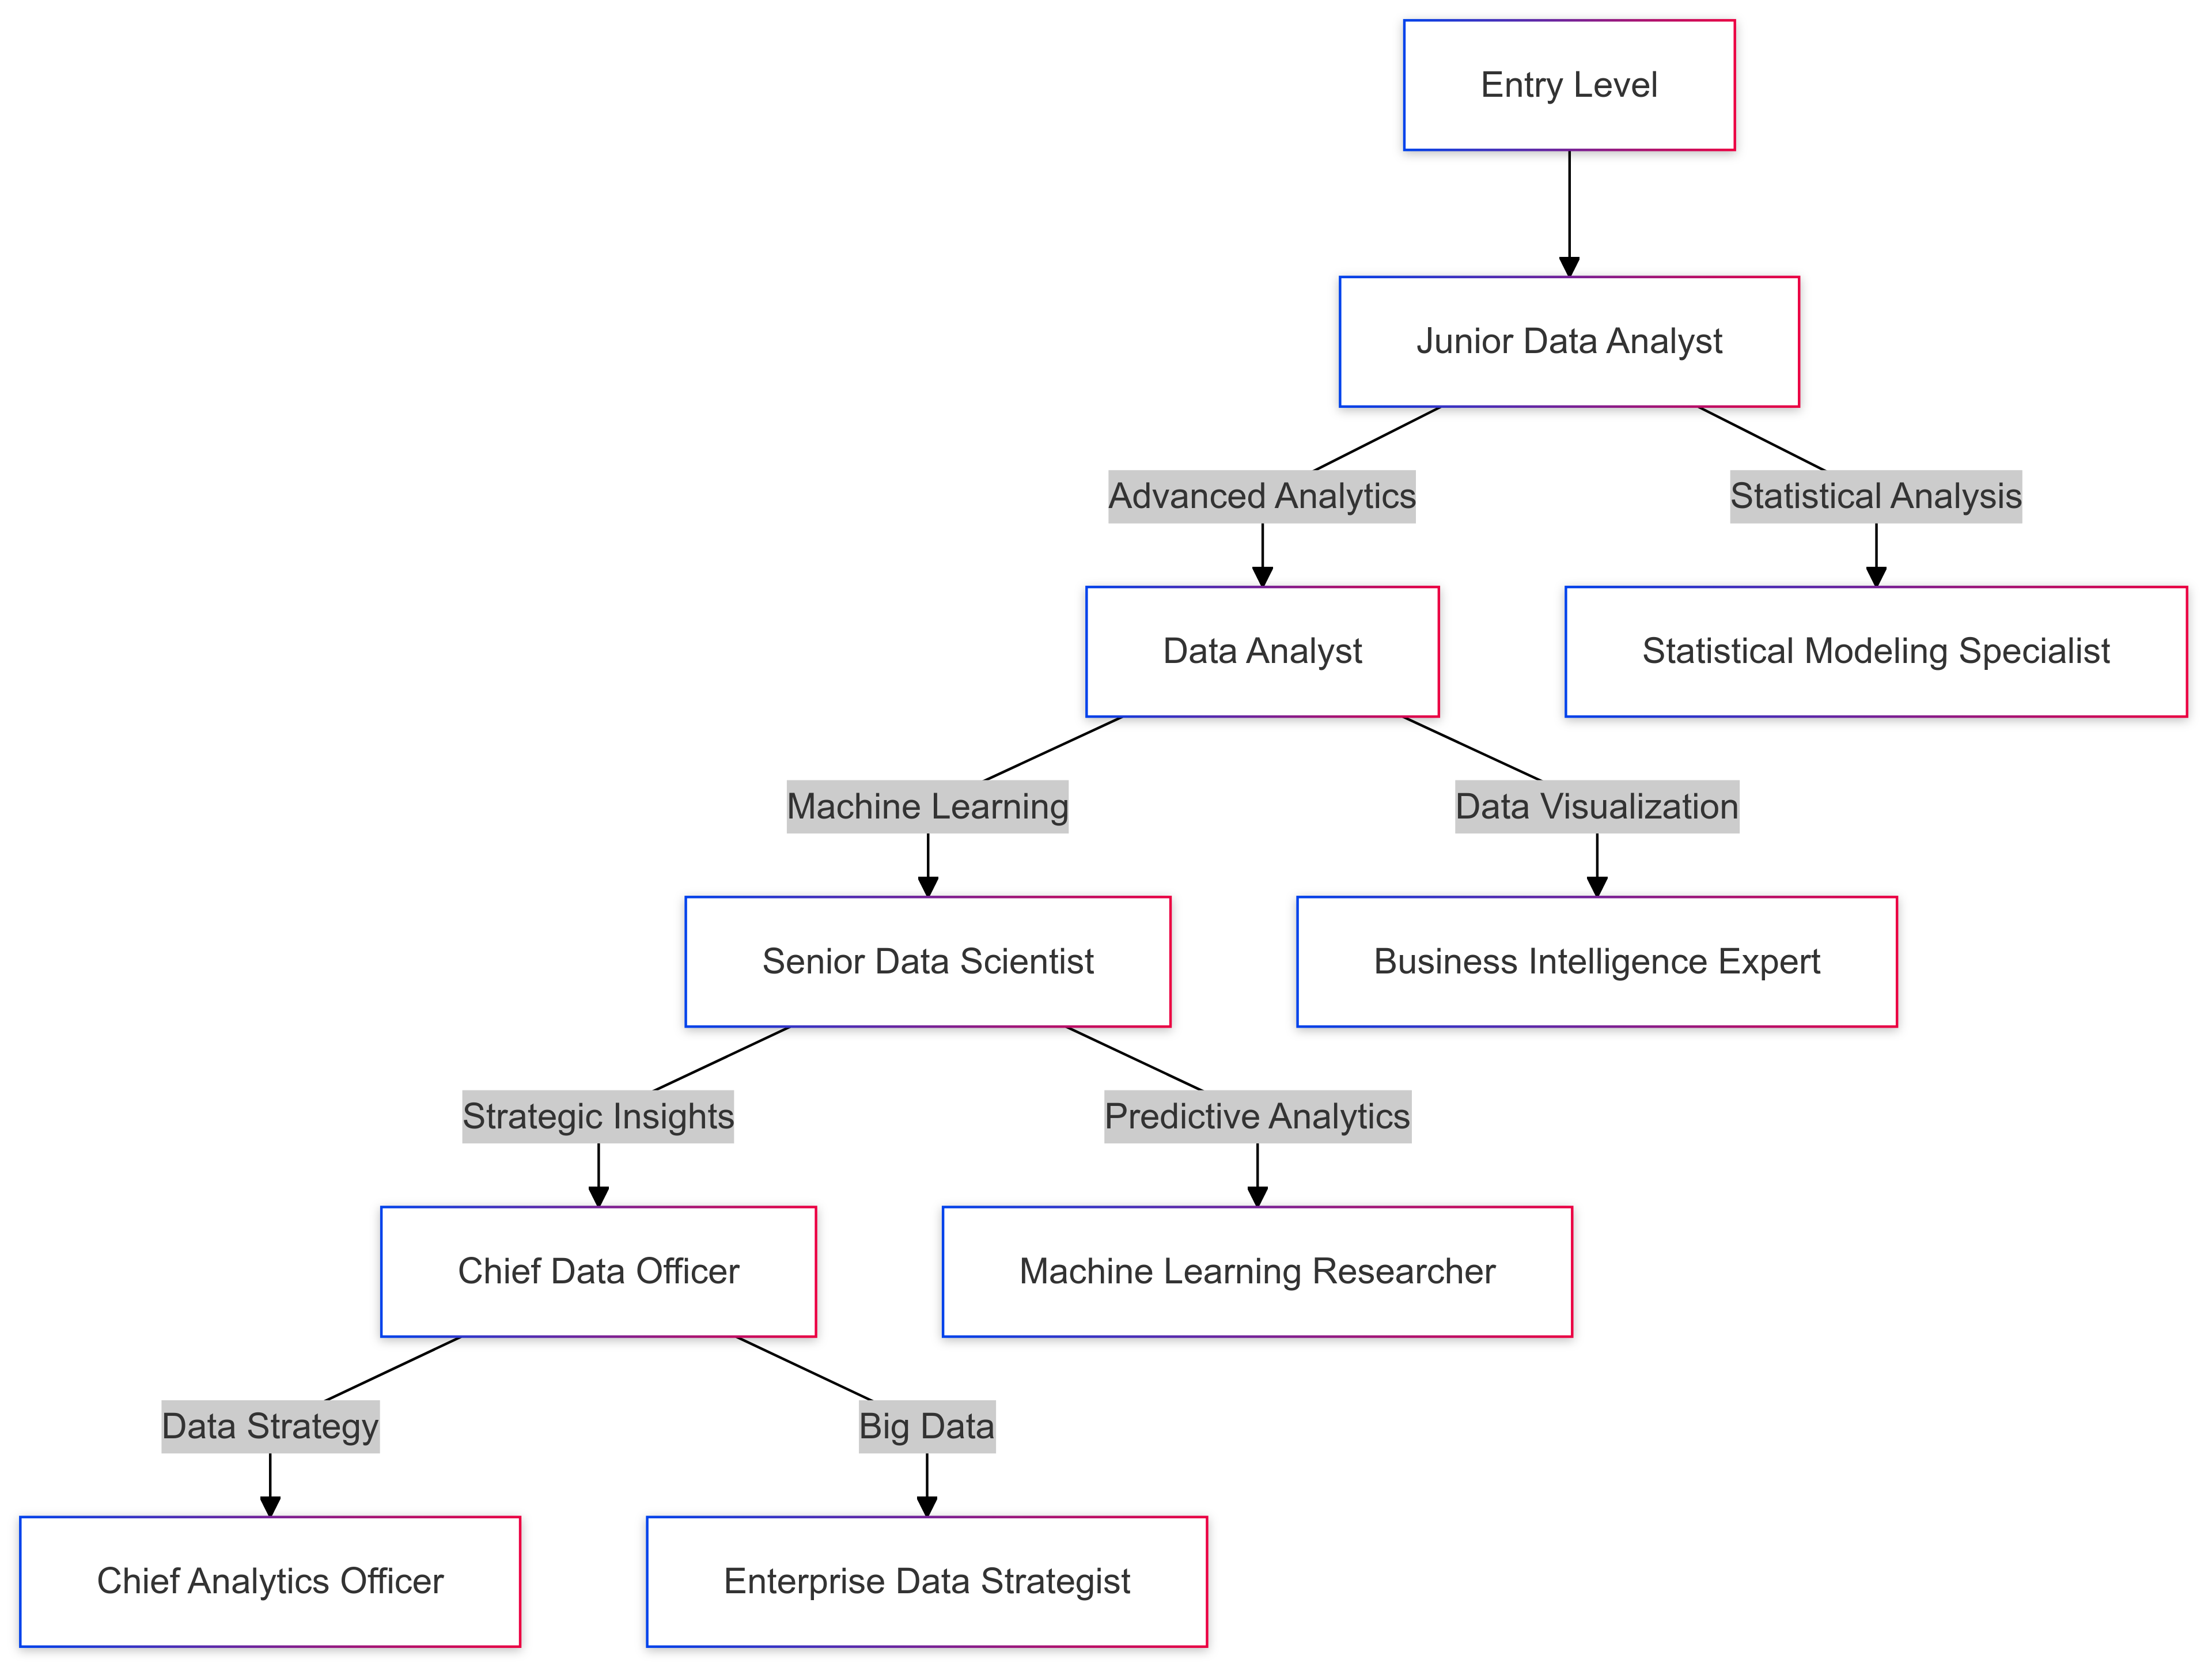 Entry Level
Junior Data Analyst
Advanced Analytics
Statistical Analysis
Data Analyst
Statistical Modeling Specialist
Machine Learning
Data Visualization
Senior Data Scientist
Business Intelligence Expert
Strategic Insights
Predictive Analytics
Chief Data Officer
Machine Learning Researcher
Data Strategy
Big Data
Chief Analytics Officer
Enterprise Data Strategist